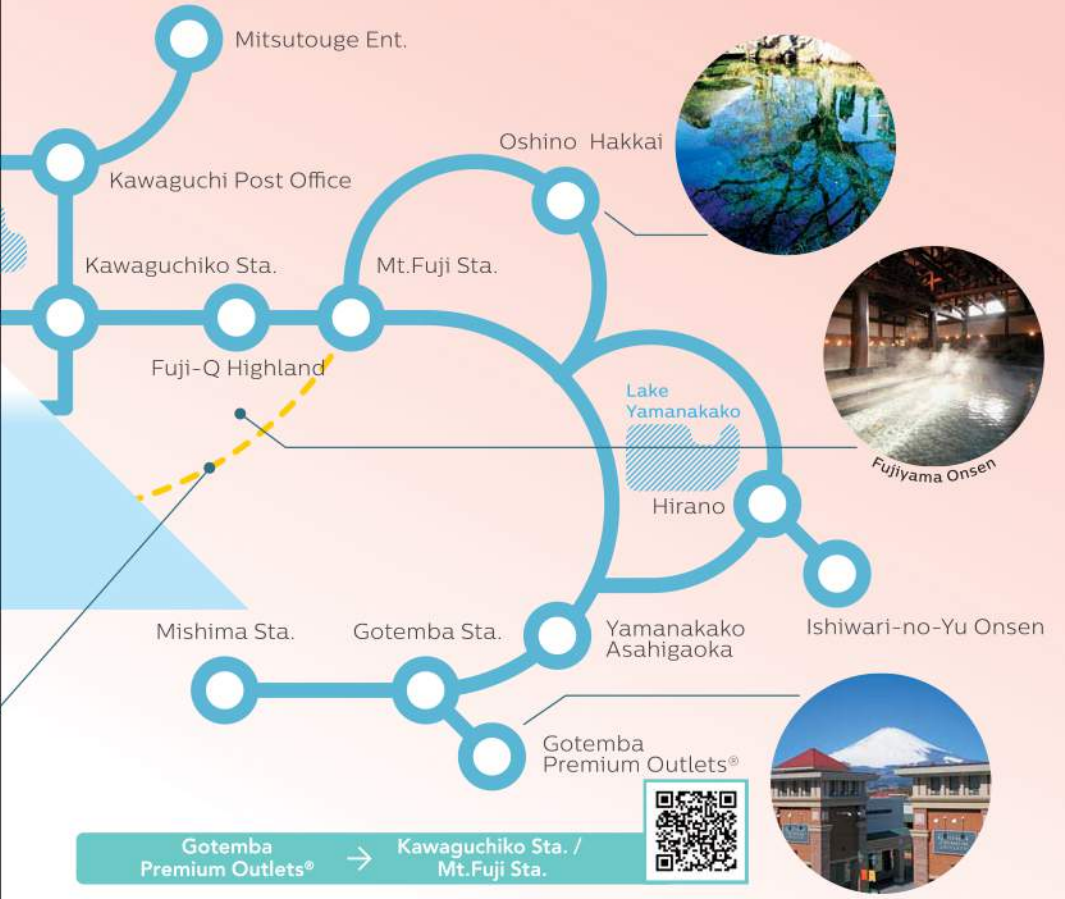 Mitsutouge Ent.
Oshino Hakkai
Kawaguchi Post Office
Kawaguchiko Sta.
Mt.Fuji Sta.
Fuji-Q Highland
Lake
Yamanakako
Fujiyama Onsen
Hirano
Mishima Sta.
Gotemba Sta.
Yamanakako
Asahigaoka
Ishiwari-no-Yu Onsen
Gotemba
Premium Outlets®
Gotemba
Premium Outlets®
→
Kawaguchiko Sta. /
Mt.Fuji Sta.